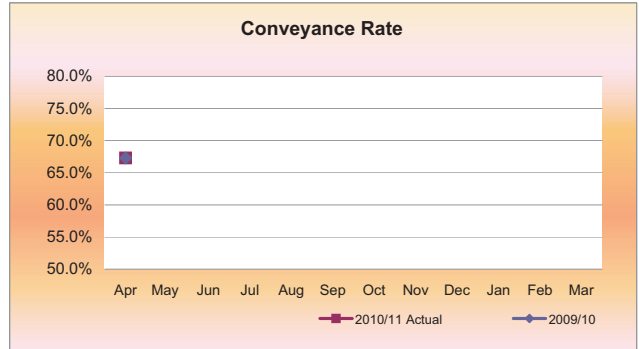 Conveyance Rate
80.0%
75.0%
70.0%
65.0%
60.0%
55.0%
50.0%
Apr May Jun Jul Aug Sep Oct Nov Dec Jan Feb Mar
2010/11 Actual 2009/10